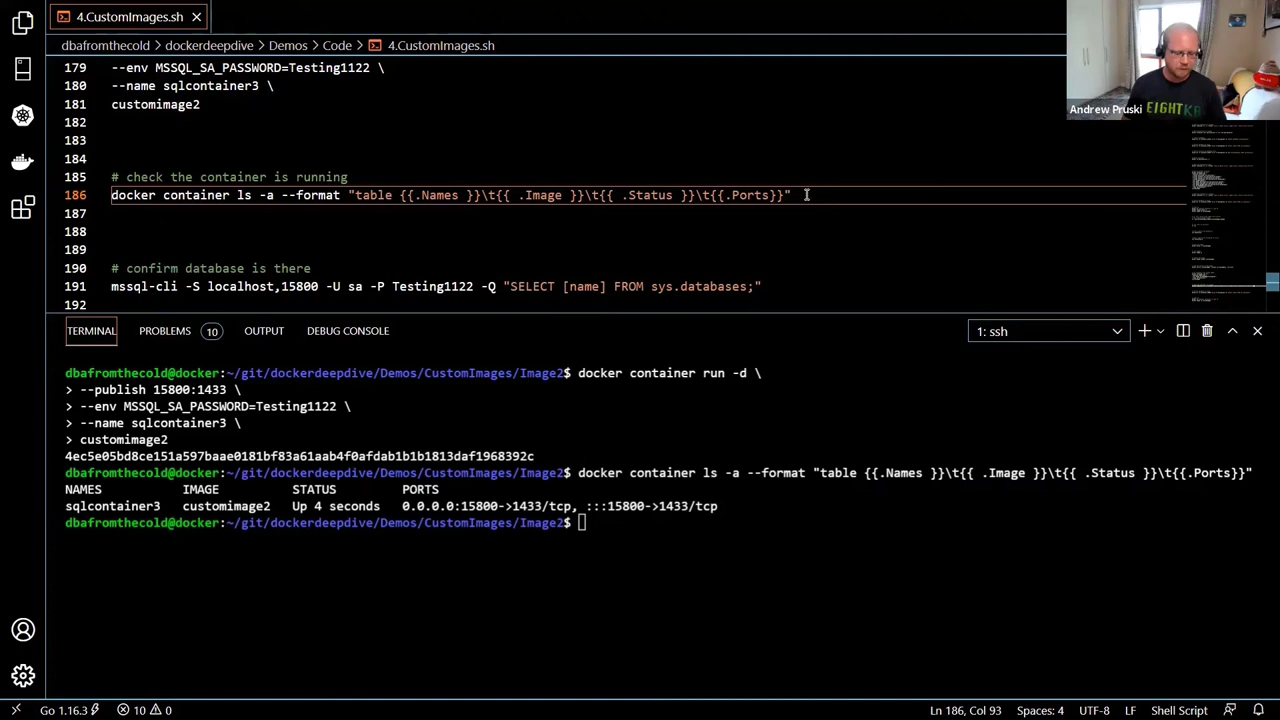 4.CustomImages.sh
dbafromthecold > dockerdeepdive > Demos > Code > 4.CustomImages.sh
179 --env MSSQL_SA_PASSWORD=Testing1122 \
180 --name sqlcontainer3 \
181 customimage2
182
183
184
185 # check the container is running
186 docker container ls -a --format "table {{.Names }}\t{{ .Image }}\t{{ .Status }}\t{{.Ports}}"
187
188
189
190 # confirm database is there
191 mssql-cli -S localhost,15800 -U sa -P Testing1122 -Q "SELECT [name] FROM sys.databases;"
192
Andrew Pruski
EIGHTKB
TERMINAL PROBLEMS 10 OUTPUT DEBUG CONSOLE 1: ssh
dbafromthecold@docker:~/git/dockerdeepdive/Demos/CustomImages/Image2$ docker container run -d \
> --publish 15800:1433 \
> --env MSSQL_SA_PASSWORD=Testing1122 \
> --name sqlcontainer3 \
> customimage2
4ec5e05bd8ce151a597baae0181bf83a61aab4f0afdab1b1b1813daf1968392c
dbafromthecold@docker:~/git/dockerdeepdive/Demos/CustomImages/Image2$ docker container ls -a --format "table {{.Names }}\t{{ .Image }}\t{{ .Status }}\t{{.Ports}}"
NAMES IMAGE STATUS PORTS
sqlcontainer3 customimage2 Up 4 seconds 0.0.0.0:15800->1433/tcp, :::15800->1433/tcp
dbafromthecold@docker:~/git/dockerdeepdive/Demos/CustomImages/Image2$
Go 1.16.3 10 0 Ln 186, Col 93 Spaces: 4 UTF-8 LF Shell Script